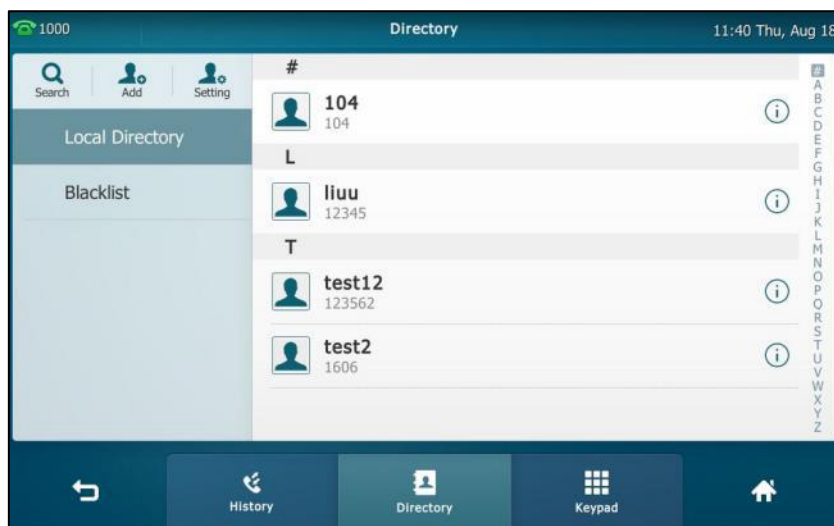 1000
Directory
11:40 Thu, Aug 18
Search
Add
Setting
Local Directory
Blacklist
#
104
104
L
liuu
12345
T
test12
123562
test2
1606
#
A
B
C
D
E
F
G
H
I
J
K
L
M
N
O
P
Q
R
S
T
U
V
W
X
Y
Z
History
Directory
Keypad